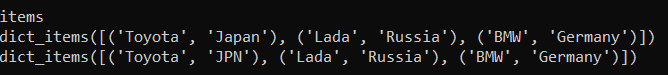 items
dict_items([('Toyota', 'Japan'), ('Lada', 'Russia'), ('BMW', 'Germany')])
dict_items([('Toyota', 'JPN'), ('Lada', 'Russia'), ('BMW', 'Germany')])